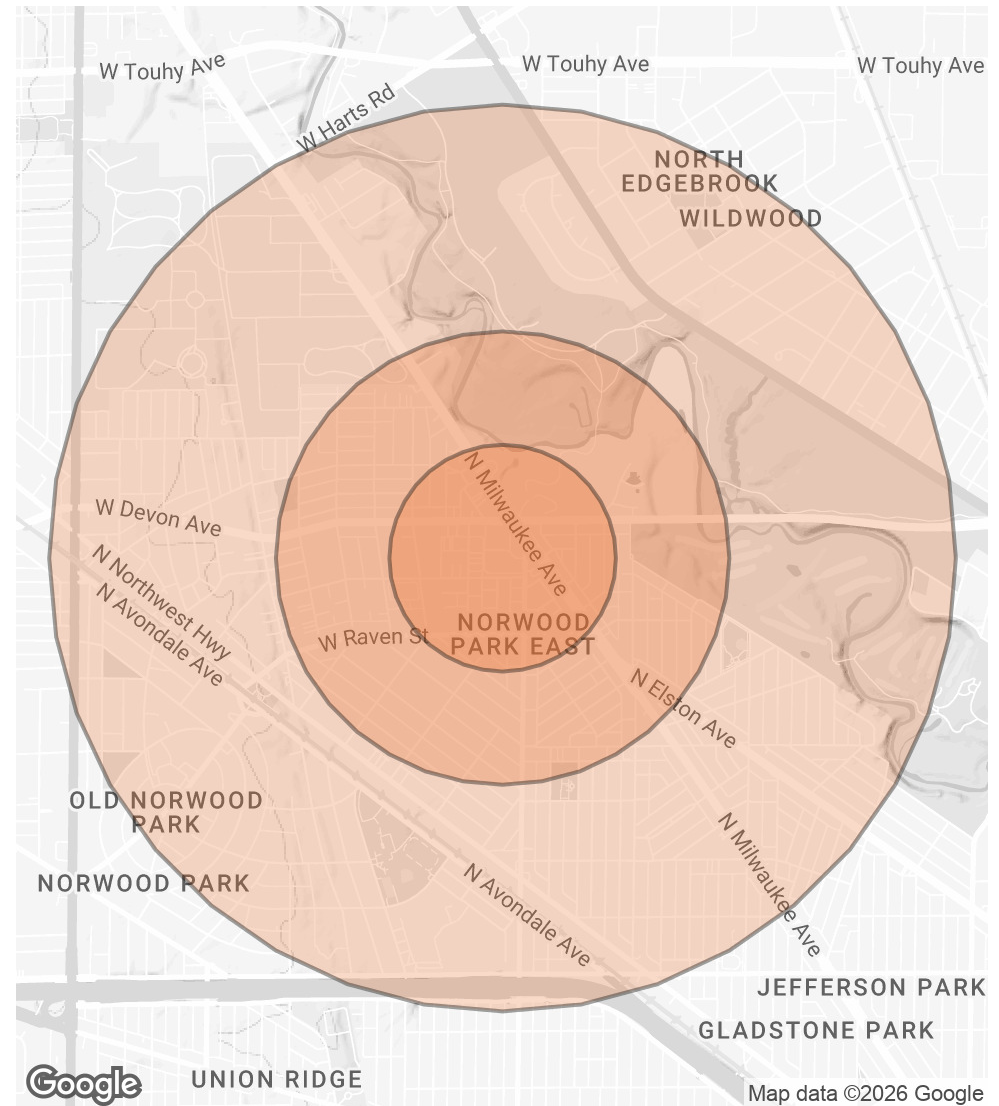 W Touhy Ave
W Touhy Ave
W Touhy Ave
W Harts Rd
NORTH
EDGEBROOK
WILDWOOD
N Milwaukee Ave
W Devon Ave
N Northwest Hwy
N Avondale Ave
NORWOOD
PARK EAST
W Raven St
N Elston Ave
OLD NORWOOD
PARK
N Milwaukee Ave
NORWOOD PARK
N Avondale Ave
JEFFERSON PARK
GLADSTONE PARK
UNION RIDGE
Google
Map data ©2026 Google